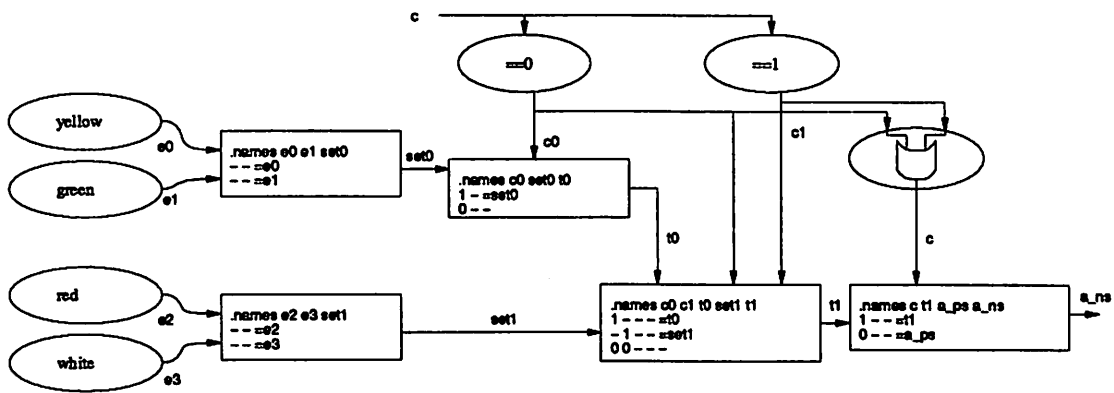 c
==0
==1
yellow
e0
green
e1
.names e0 e1 set0
- - =e0
- - =e1
set0
c0
.names c0 set0 t0
1 - =set0
0 - -
t0
c1
c
red
e2
white
e3
.names e2 e3 set1
- - =e2
- - =e3
set1
.names c0 c1 t0 set1 t1
1 - - - =t0
- 1 - - =set1
0 0 - - -
t1
.names c t1 a_ps a_ns
1 - - =t1
0 - - =a_ps
a_ns